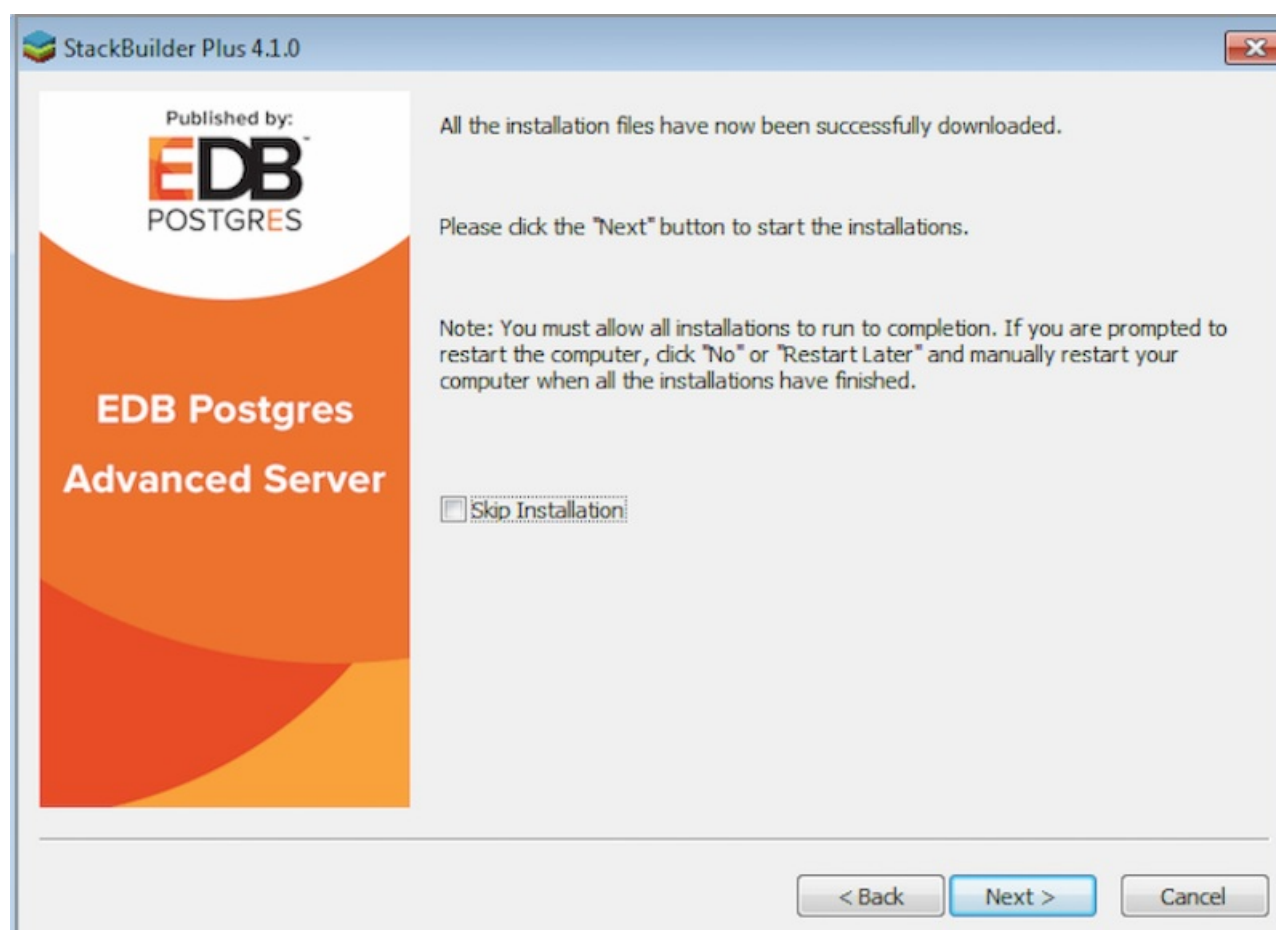 StackBuilder Plus 4.1.0
Published by:
EDB™
POSTGRES
EDB Postgres
Advanced Server
All the installation files have now been successfully downloaded.
Please click the "Next" button to start the installations.
Note: You must allow all installations to run to completion. If you are prompted to
restart the computer, click "No" or "Restart Later" and manually restart your
computer when all the installations have finished.
Skip Installation
< Back
Next >
Cancel